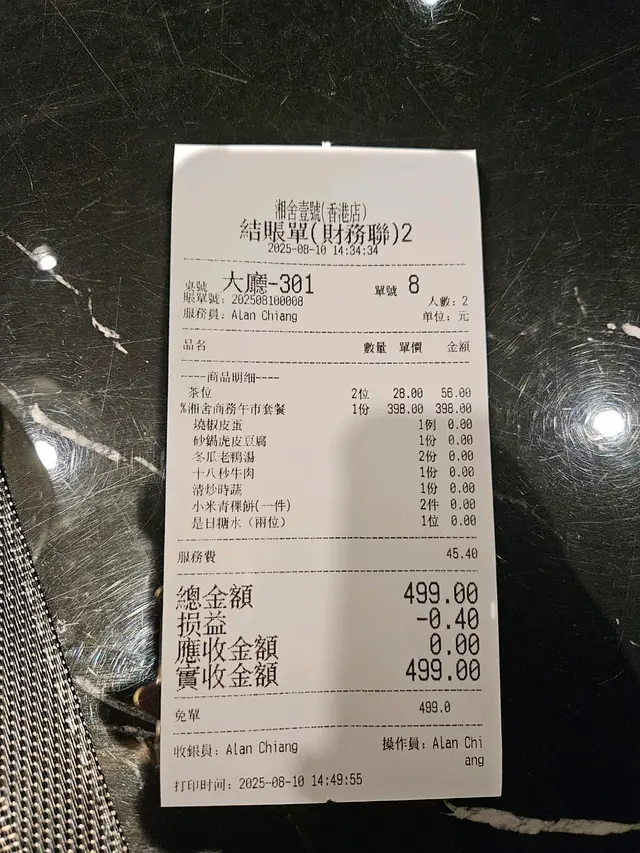 湘舍壹號(香港店)
結賬單(財務聯)2
2025-08-10 14:34:34
桌號 大廳-301 單號 8
賬單號: 202508100008 人數: 2
服務員: Alan Chiang 单位: 元
品名 數量 單價 金額
----商品明细----
茶位 2位 28.00 56.00
%湘舍商務午市套餐 1份 398.00 398.00
燒椒皮蛋 1例 0.00
砂鍋虎皮豆腐 1份 0.00
冬瓜老鴨湯 2份 0.00
十八秒牛肉 1份 0.00
清炒時蔬 1份 0.00
小米青稞餅(一件) 2件 0.00
是日糖水（兩位） 1位 0.00
服務費 45.40
總金額 499.00
损益 -0.40
應收金額 0.00
實收金額 499.00
免單 499.0
收銀員: Alan Chiang 操作員: Alan Chi
ang
打印时间: 2025-08-10 14:49:55